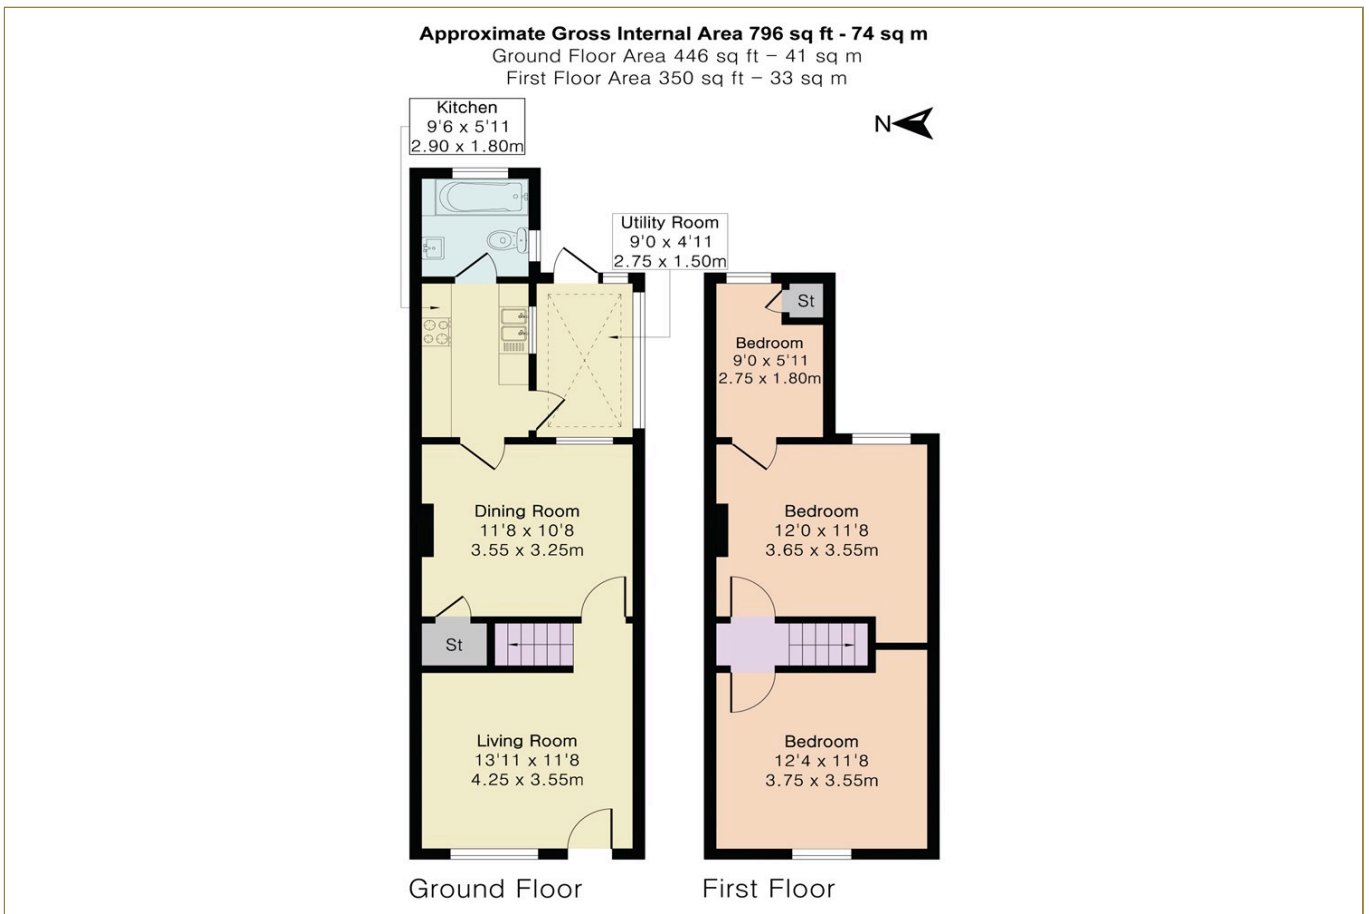 Approximate Gross Internal Area 796 sq ft - 74 sq m
Ground Floor Area 446 sq ft – 41 sq m
First Floor Area 350 sq ft – 33 sq m
N
Kitchen
9'6 x 5'11
2.90 x 1.80m
Utility Room
9'0 x 4'11
2.75 x 1.50m
Dining Room
11'8 x 10'8
3.55 x 3.25m
St
Living Room
13'11 x 11'8
4.25 x 3.55m
Ground Floor
St
Bedroom
9'0 x 5'11
2.75 x 1.80m
Bedroom
12'0 x 11'8
3.65 x 3.55m
Bedroom
12'4 x 11'8
3.75 x 3.55m
First Floor